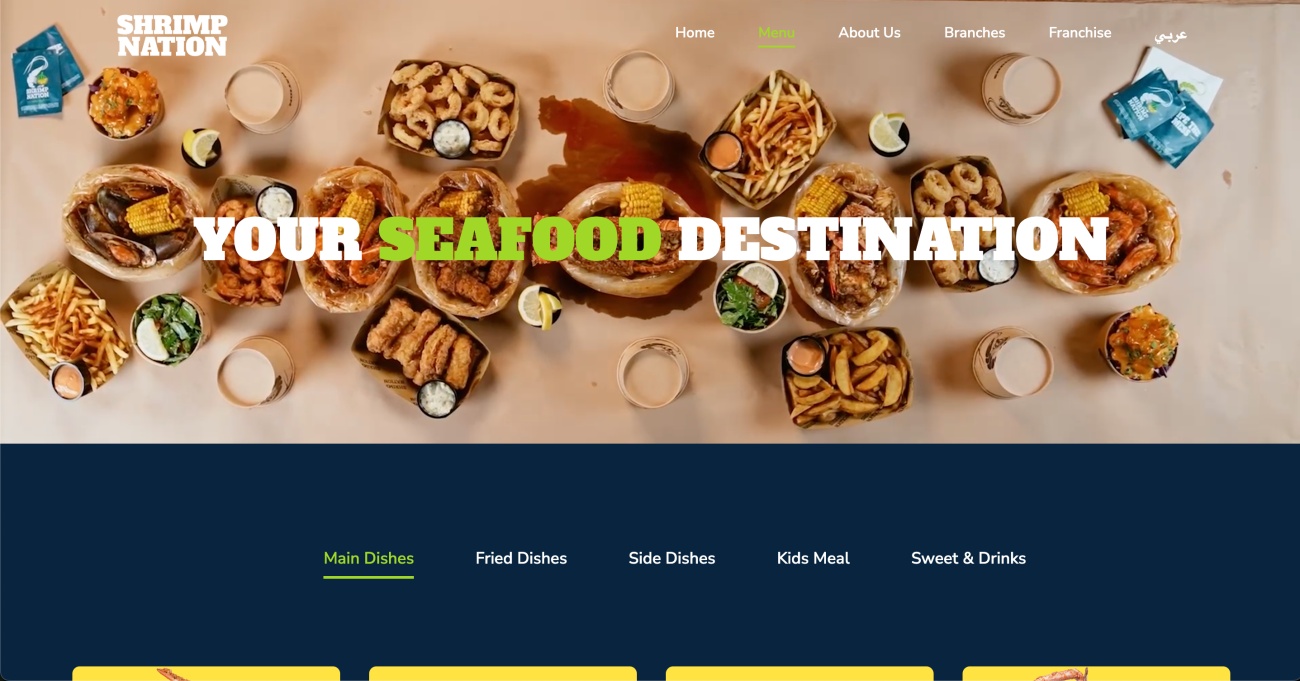 SHRIMP
NATION
Home Menu About Us Branches Franchise عربي
YOUR SEAFOOD DESTINATION
Main Dishes Fried Dishes Side Dishes Kids Meal Sweet & Drinks